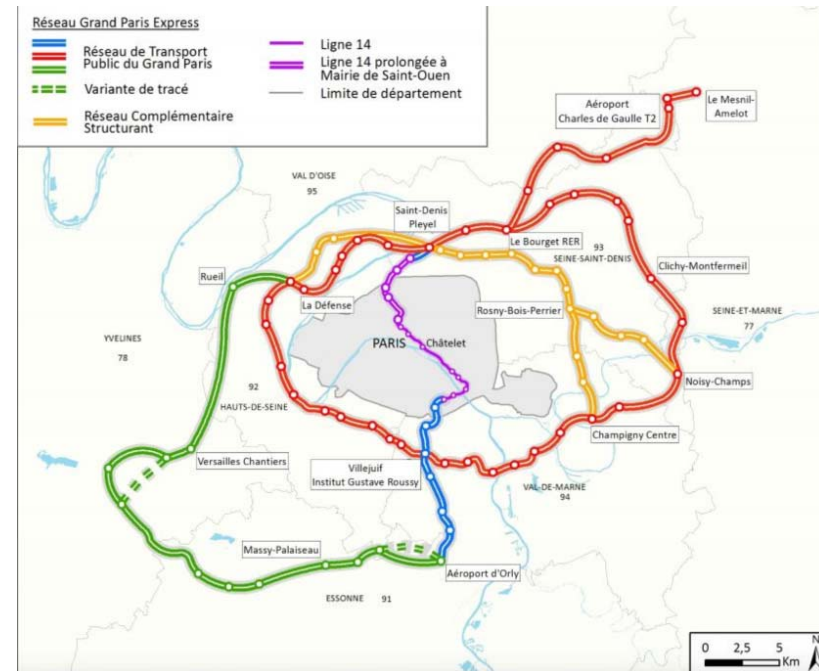 Réseau Grand Paris Express
Réseau de Transport
Public du Grand Paris
Variante de tracé
Réseau Complémentaire
Structurant
Ligne 14
Ligne 14 prolongée à
Mairie de Saint-Ouen
Limite de département
Aéroport
Charles de Gaulle T2
Le Mesnil-
Amelot
VAL D'OISE
95
Saint-Denis
Pleyel
Le Bourget RER
93
SEINE-SAINT-DENIS
Clichy-Montfermeil
Rueil
La Défense
Rosny-Bois-Perrier
SEINE-ET-MARNE
77
YVELINES
78
PARIS
Châtelet
92
HAUTS-DE-SEINE
Noisy-Champs
Champigny Centre
Versailles Chantiers
Villejuif
Institut Gustave Roussy
VAL-DE-MARNE
94
Massy-Palaiseau
Aéroport d'Orly
ESSONNE 91
0 2,5 5
Km
N